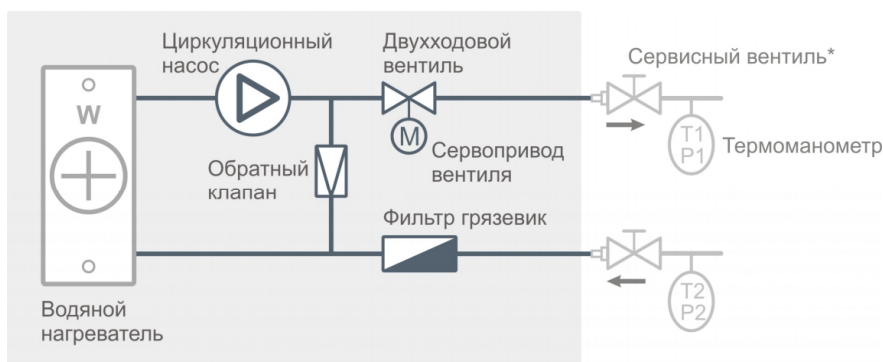 Циркуляционный
насос
Двухходовой
вентиль
Сервисный вентиль*
W
M
T1
P1
Термоманометр
Сервопривод
вентиля
Обратный
клапан
Фильтр грязевик
T2
P2
Водяной
нагреватель